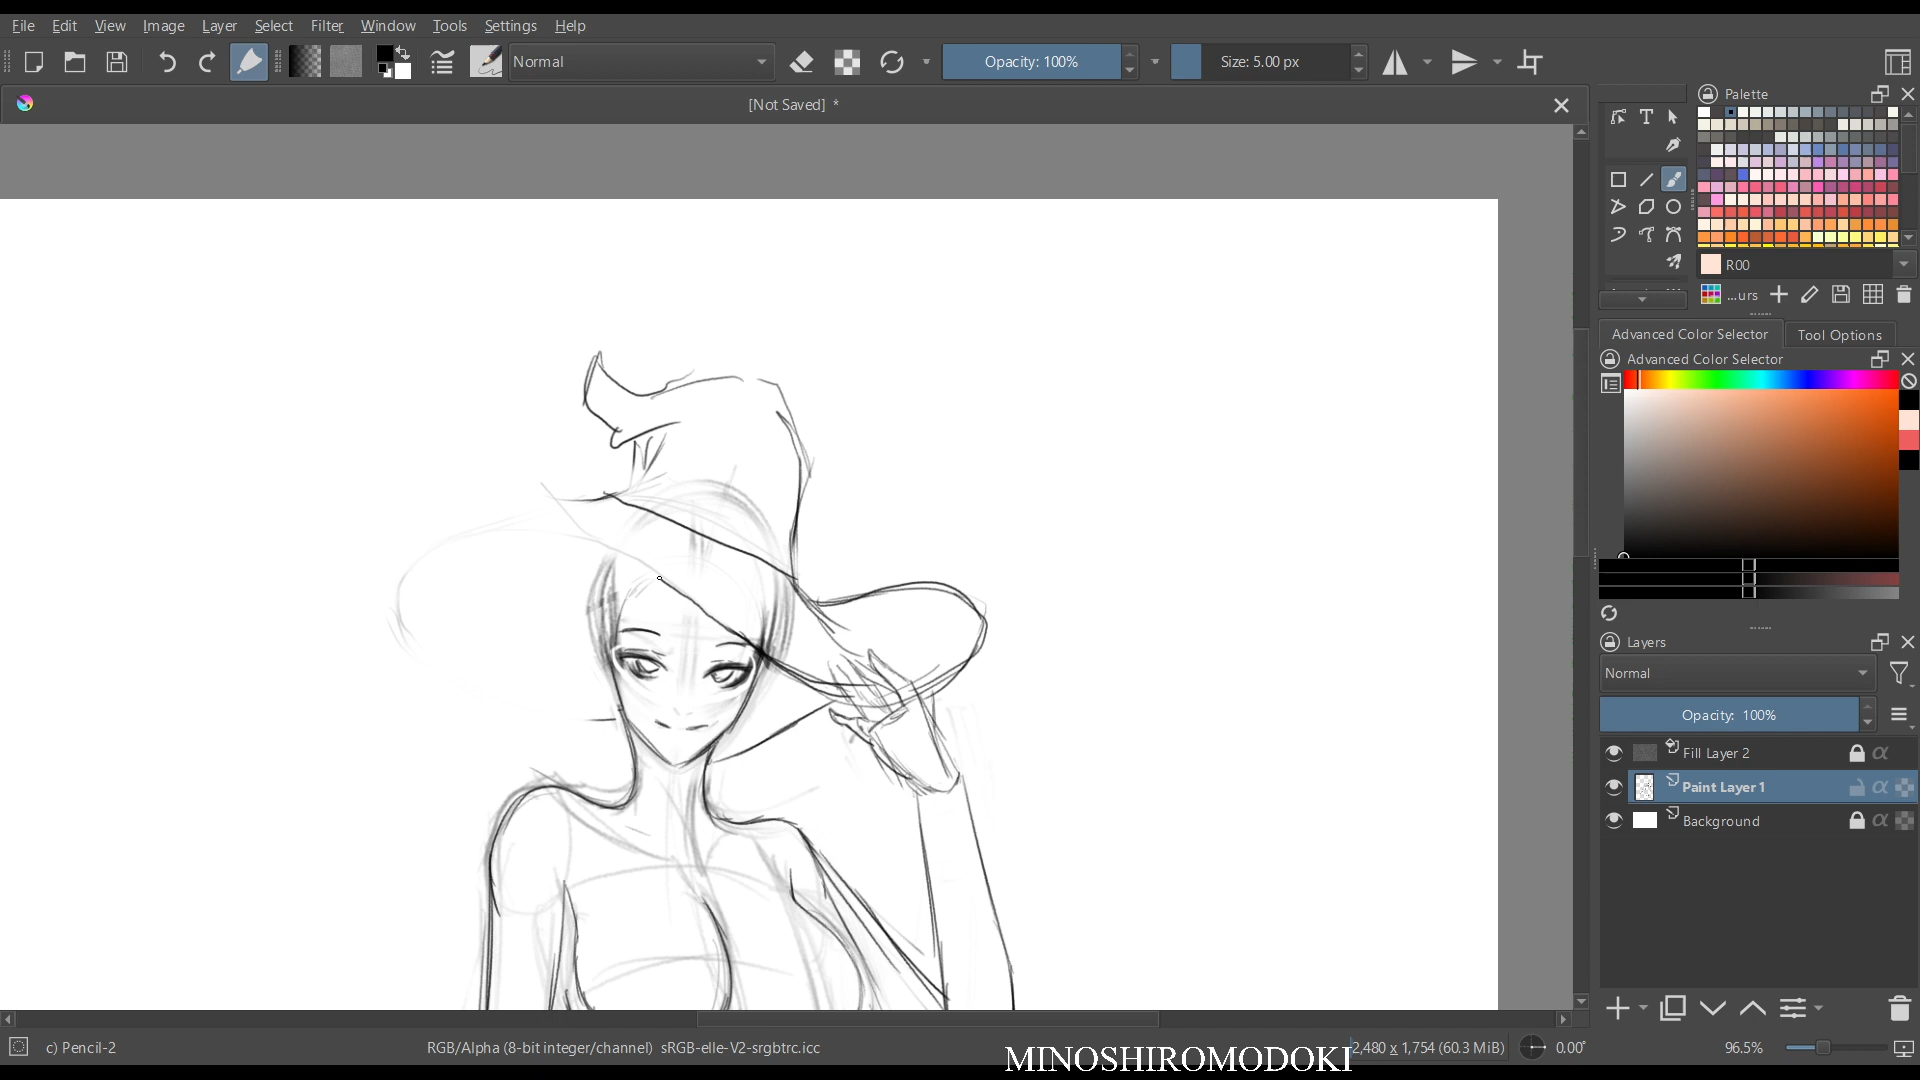 File Edit View Image Layer Select Filter Window Tools Settings Help
Normal
Opacity: 100%
Size: 5.00 px
[Not Saved] *
Palette
R00
...urs
Advanced Color Selector
Tool Options
Advanced Color Selector
Layers
Normal
Opacity: 100%
Fill Layer 2
Paint Layer 1
Background
c) Pencil-2
RGB/Alpha (8-bit integer/channel) sRGB-elle-V2-srgbtrc.icc
MINOSHIROMODOKI
2,480 x 1,754 (60.3 MiB)
0.00°
96.5%